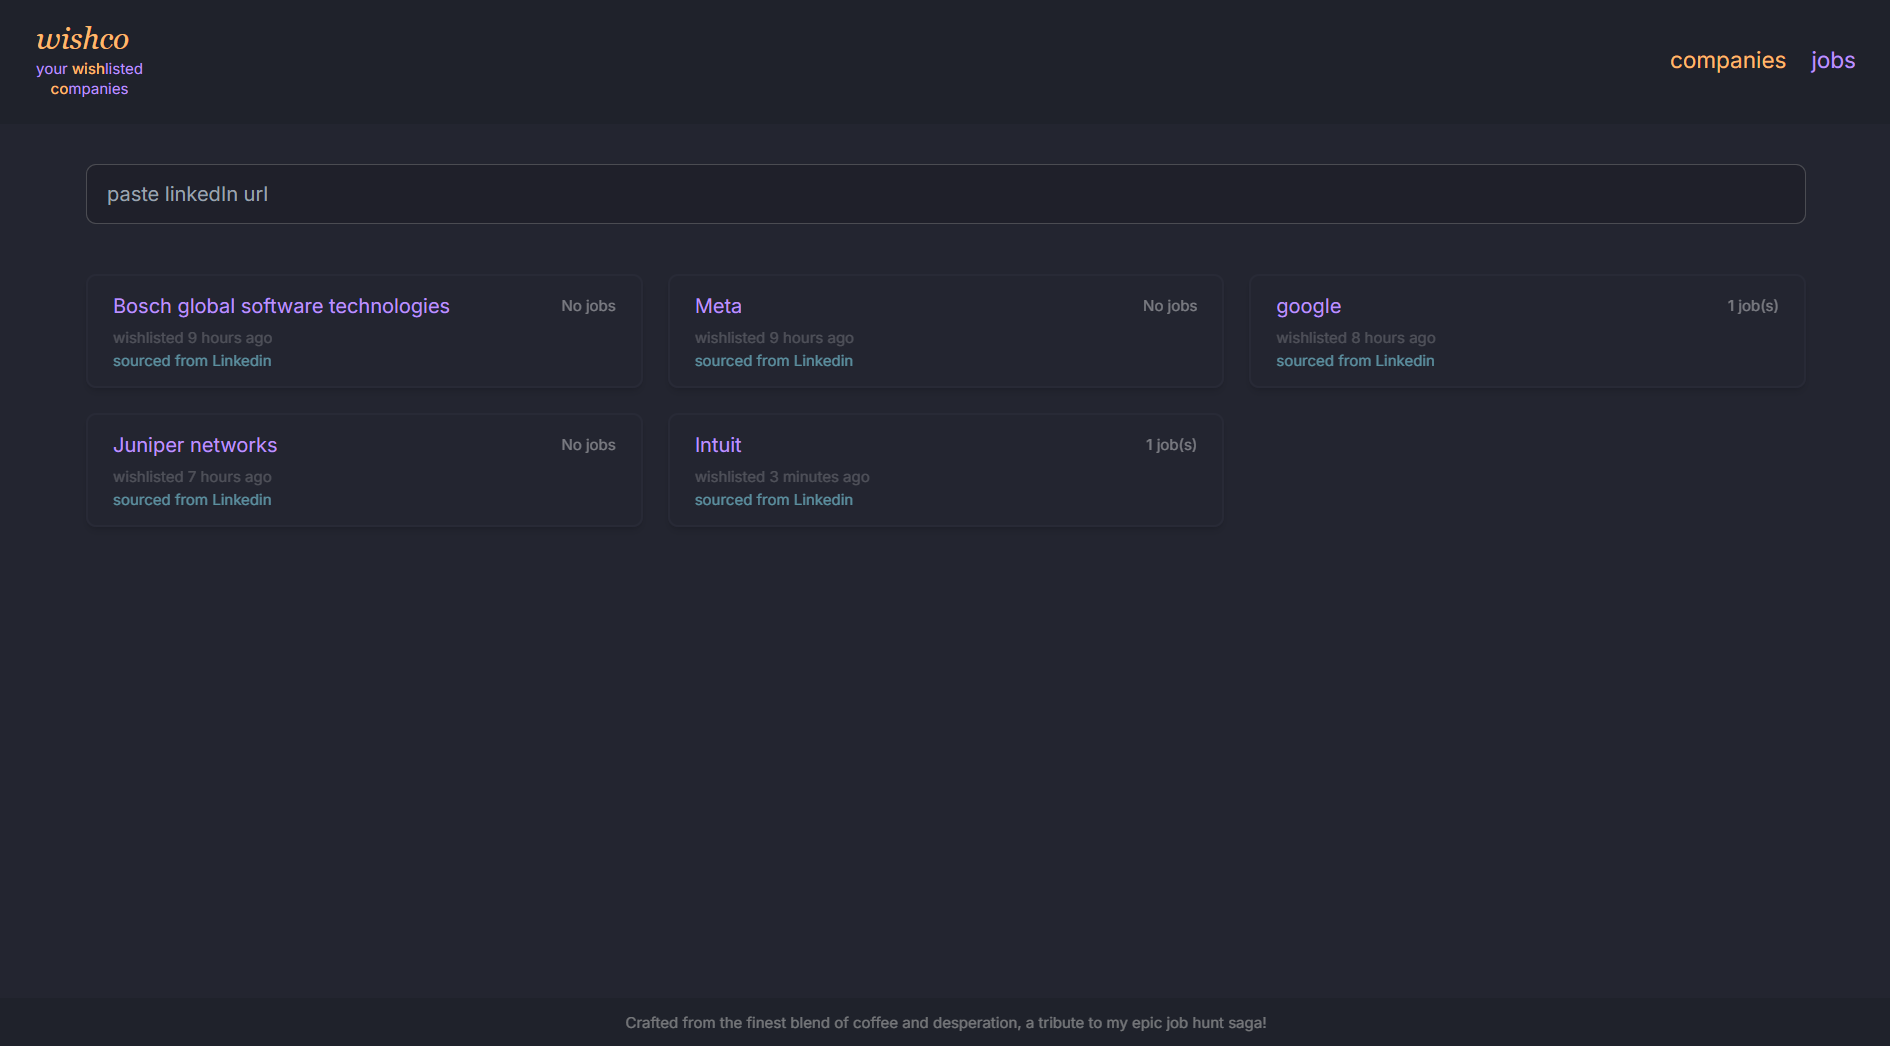 wishco
your wishlisted
companies
companies
jobs
paste linkedIn url
Bosch global software technologies
No jobs
wishlisted 9 hours ago
sourced from Linkedin
Meta
No jobs
wishlisted 9 hours ago
sourced from Linkedin
google
1 job(s)
wishlisted 8 hours ago
sourced from Linkedin
Juniper networks
No jobs
wishlisted 7 hours ago
sourced from Linkedin
Intuit
1 job(s)
wishlisted 3 minutes ago
sourced from Linkedin
Crafted from the finest blend of coffee and desperation, a tribute to my epic job hunt saga!